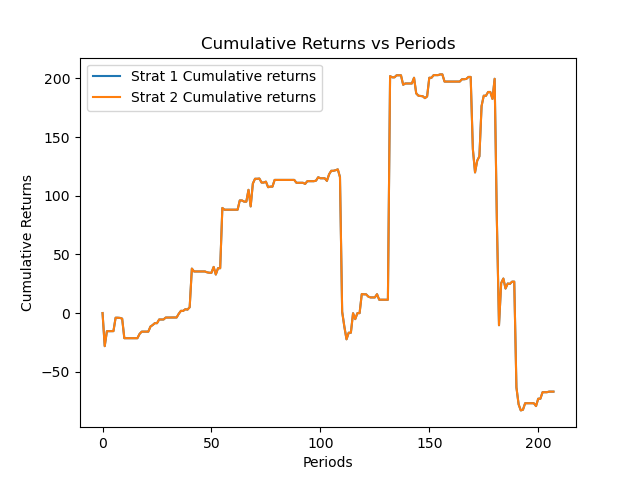 Cumulative Returns vs Periods
Strat 1 Cumulative returns
Strat 2 Cumulative returns
Cumulative Returns
200
150
100
50
0
−50
0
50
100
150
200
Periods